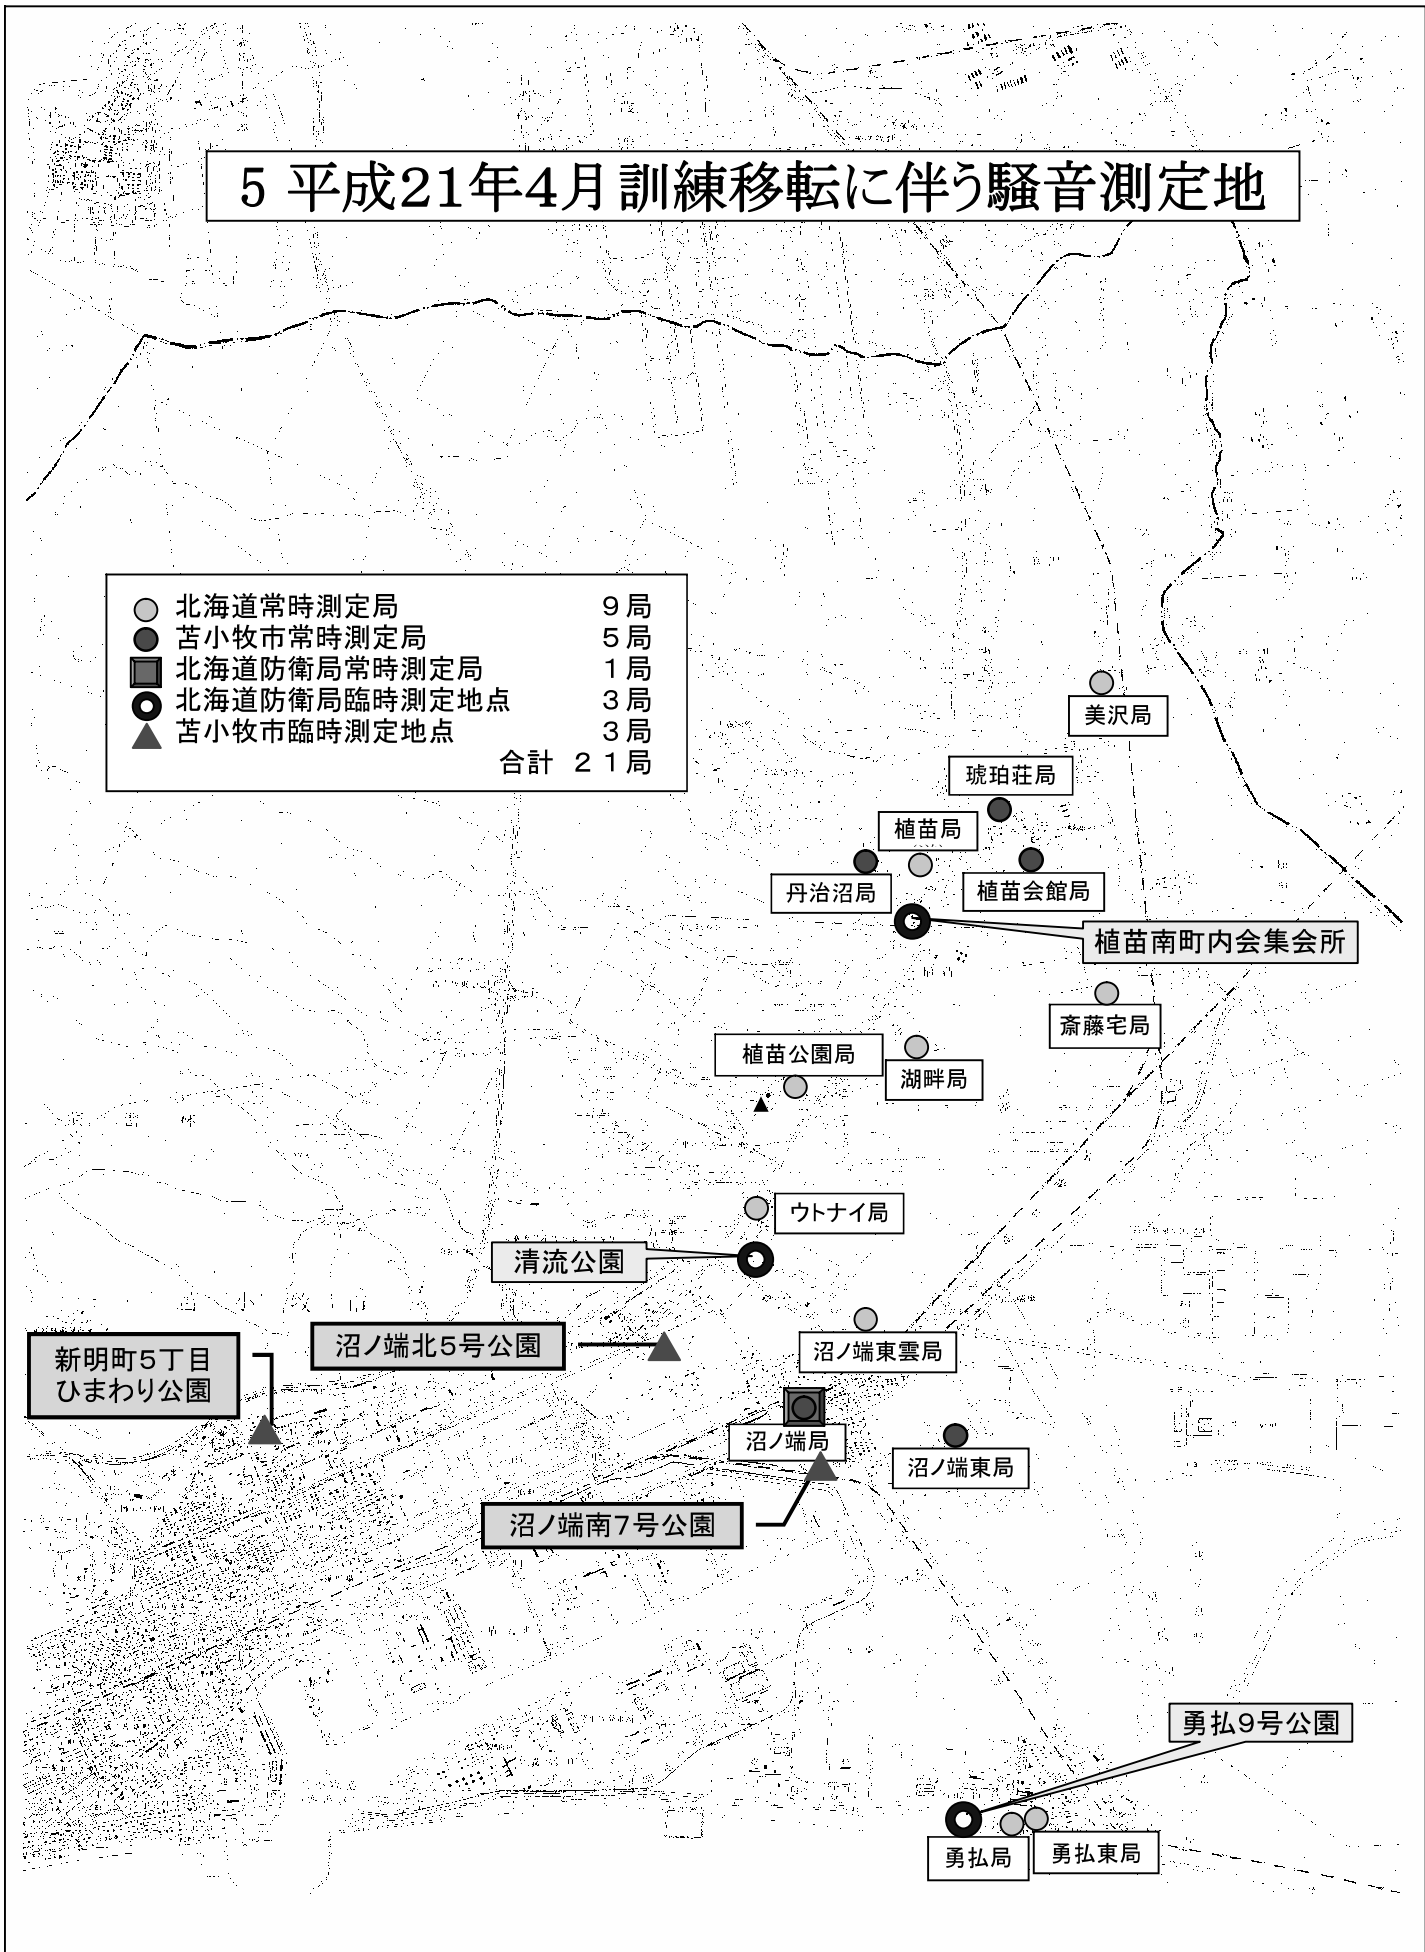 5 平成21年4月訓練移転に伴う騒音測定地
北海道常時測定局 9局
苫小牧市常時測定局 5局
北海道防衛局常時測定局 1局
北海道防衛局臨時測定地点 3局
苫小牧市臨時測定地点 3局
合計 21局
美沢局
琥珀荘局
植苗局
丹治沼局
植苗会館局
植苗南町内会集会所
斎藤宅局
植苗公園局
湖畔局
ウトナイ局
清流公園
沼ノ端北5号公園
沼ノ端東雲局
新明町5丁目
ひまわり公園
沼ノ端局
沼ノ端東局
沼ノ端南7号公園
勇払9号公園
勇払局
勇払東局